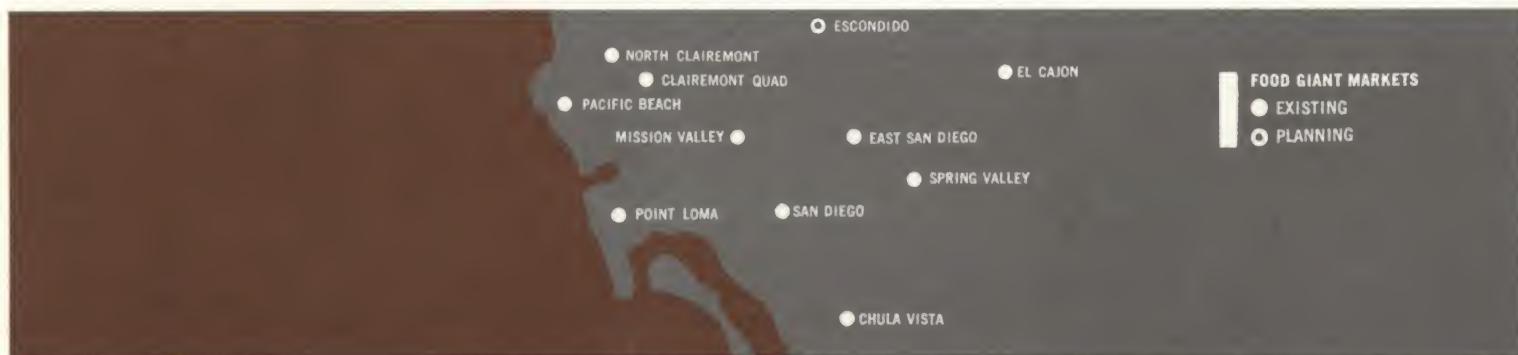 ESCONDIDO
NORTH CLAIREMONT
CLAIREMONT QUAD
EL CAJON
PACIFIC BEACH
MISSION VALLEY
EAST SAN DIEGO
SPRING VALLEY
POINT LOMA
SAN DIEGO
CHULA VISTA
FOOD GIANT MARKETS
EXISTING
PLANNING